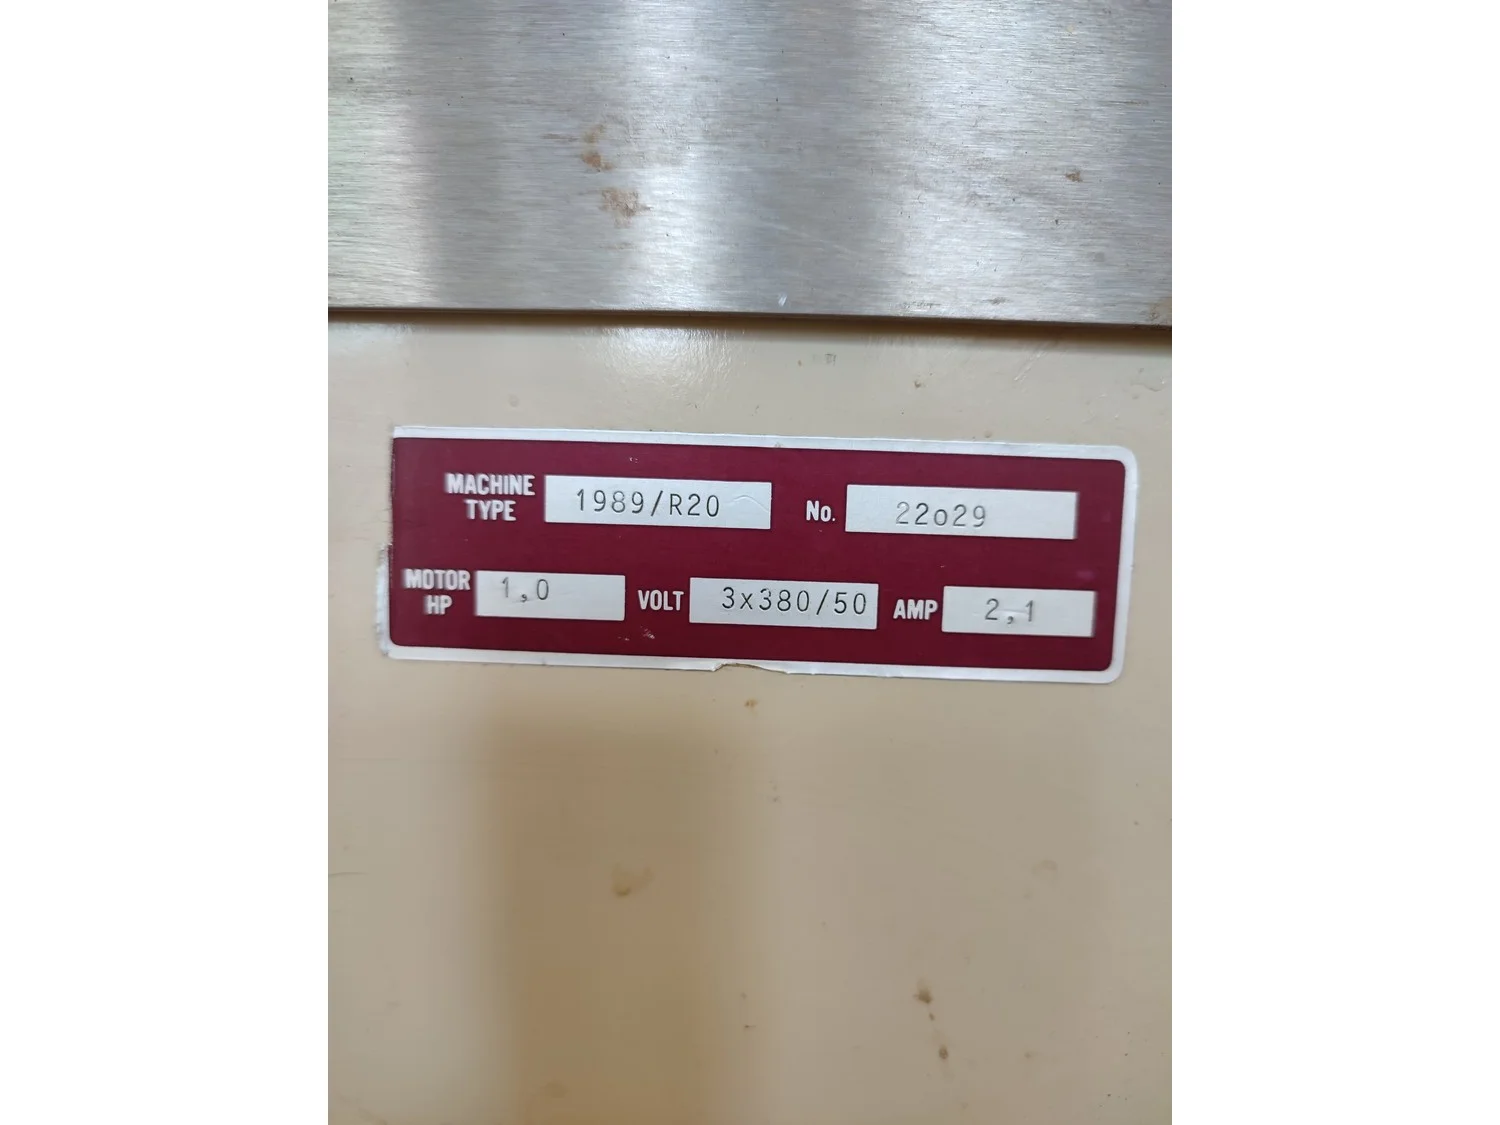 MACHINE TYPE 1989/R20 No. 22o29
MOTOR HP 1,0 VOLT 3x380/50 AMP 2,1